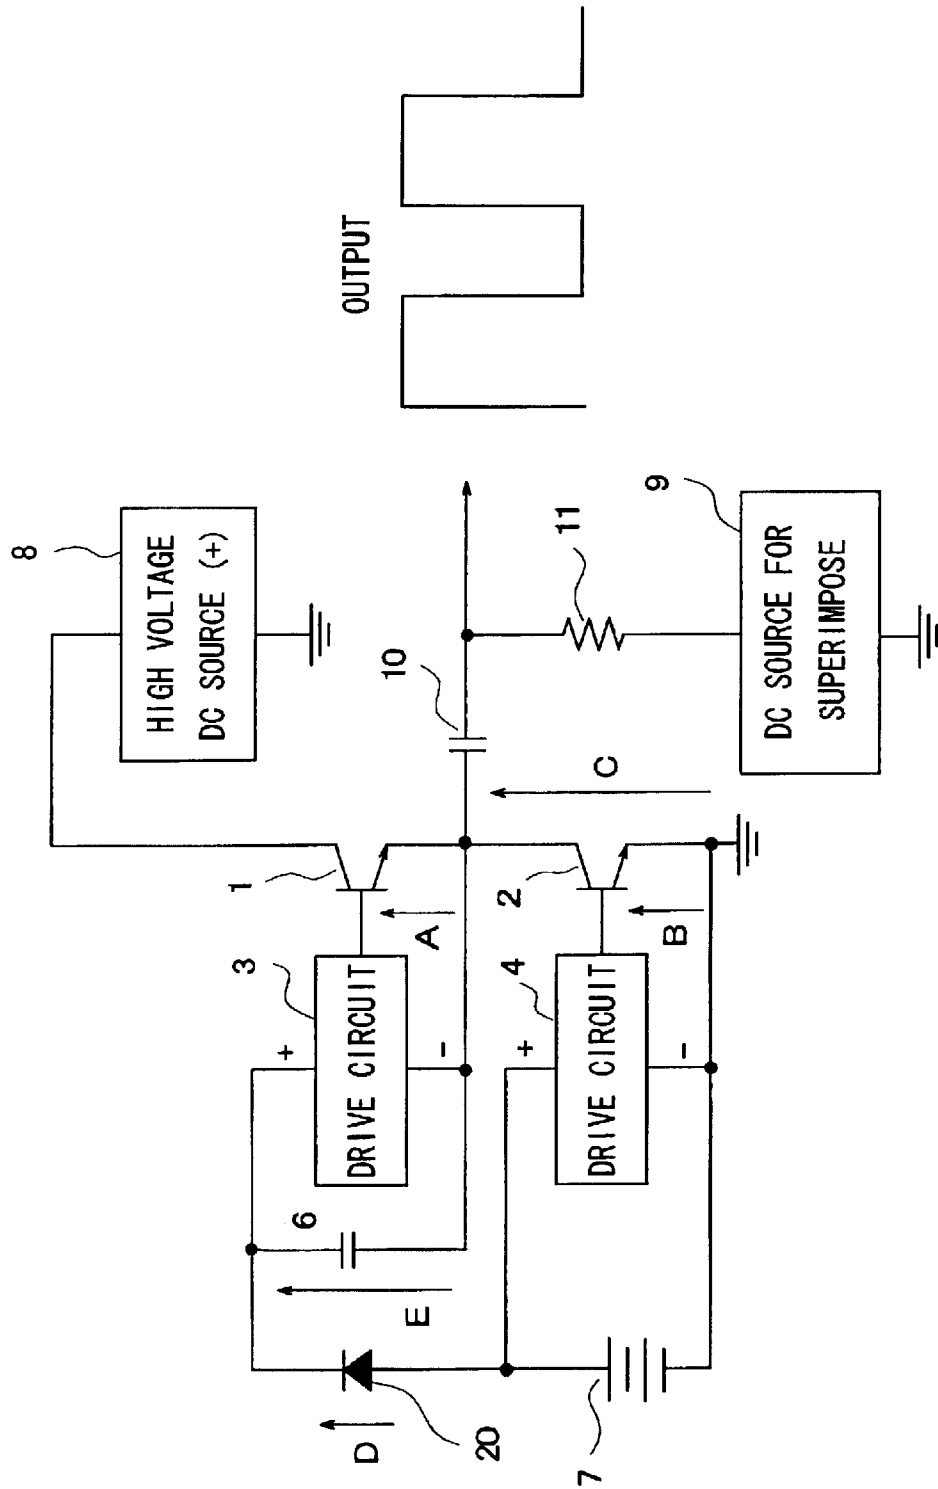 OUTPUT
8
HIGH VOLTAGE
DC SOURCE (+)
9
DC SOURCE FOR
SUPERIMPOSE
11
10
C
1
2
A
B
3
+
DRIVE CIRCUIT
-
4
+
DRIVE CIRCUIT
-
6
E
D
20
7